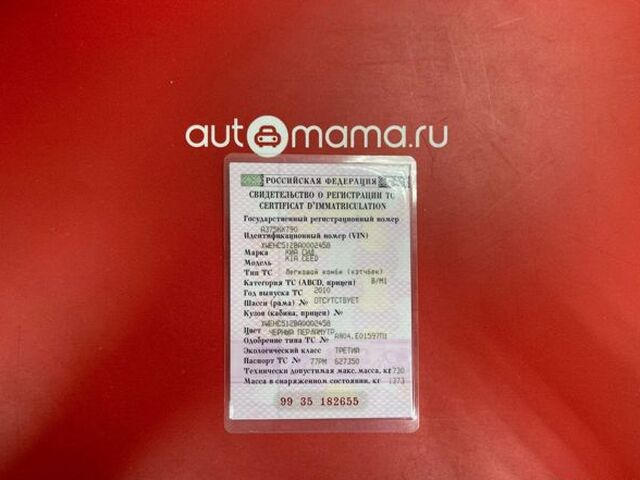 automama.ru
РОССИЙСКАЯ ФЕДЕРАЦИЯ
СВИДЕТЕЛЬСТВО О РЕГИСТРАЦИИ ТС
CERTIFICAT D'IMMATRICULATION
Государственный регистрационный номер
А375КК790
Идентификационный номер (VIN)
XWEHC512BA0002458
Марка КИА СИД
Модель KIA CEED
Тип ТС Легковой комби (хэтчбек)
Категория ТС (ABCD, прицеп) B/M1
Год выпуска ТС 2010
Шасси (рама) № ОТСУТСТВУЕТ
Кузов (кабина, прицеп) №
XWEHC512BA0002458
Цвет ЧЕРНЫЙ ПЕРЛАМУТР
Одобрение типа ТС АЯ04.Е01597П1
Экологический класс ТРЕТИЙ
Паспорт ТС № 77РМ 627350
Технически допустимая макс. масса, кг
Масса в снаряженном состоянии, кг 1373
99 35 182655